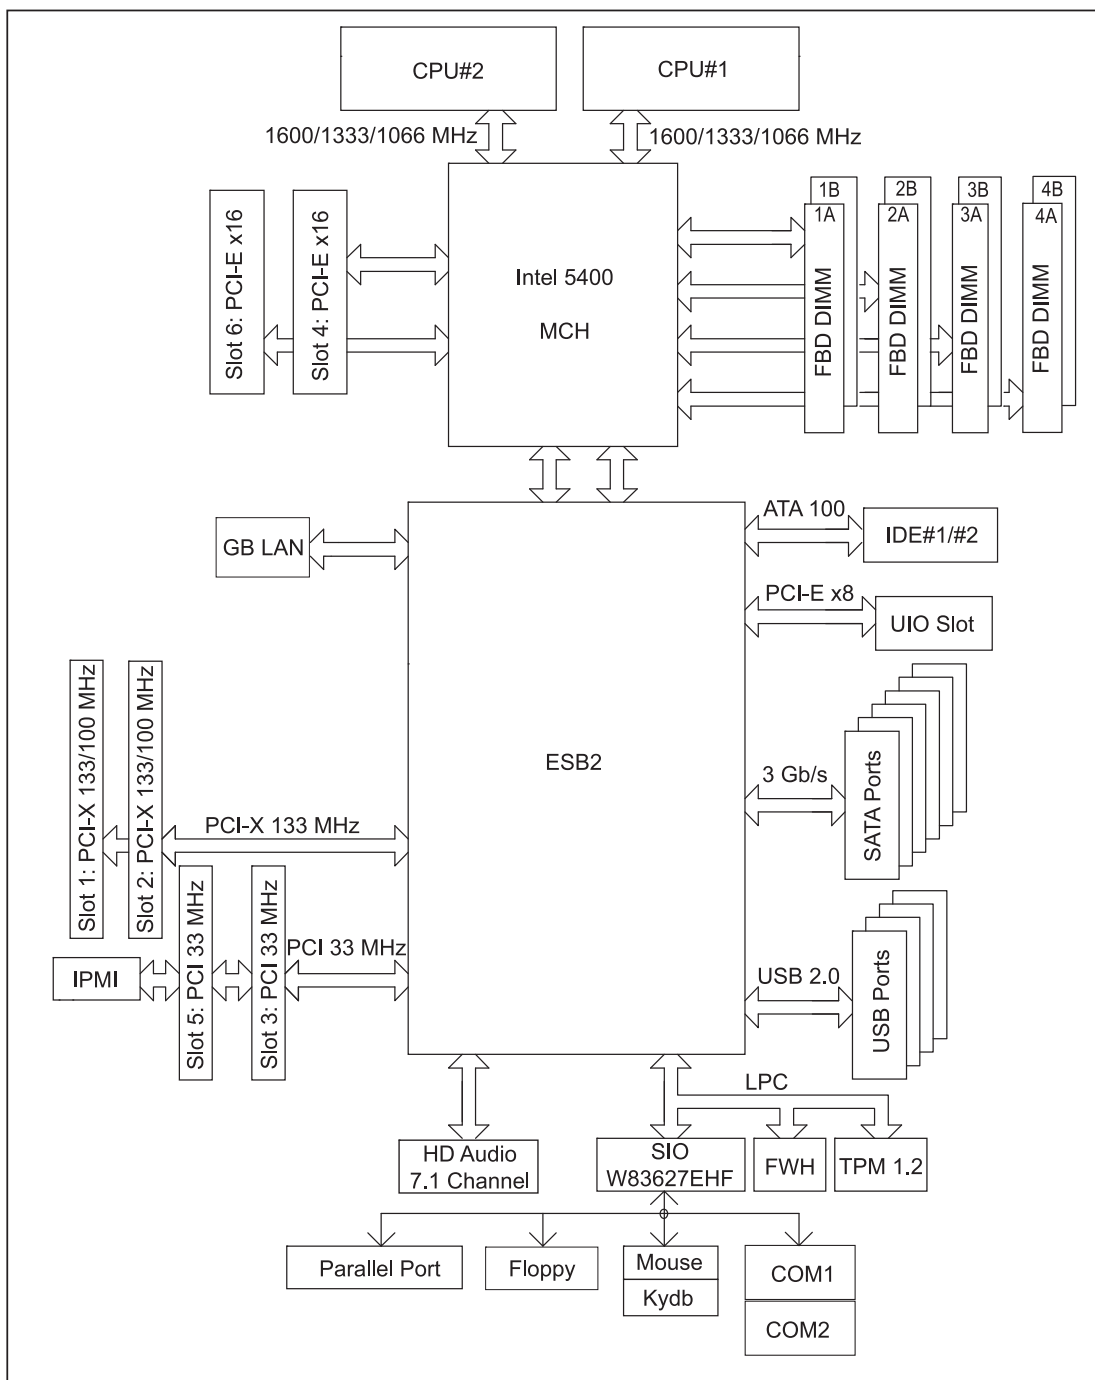 CPU#2
CPU#1
1600/1333/1066 MHz
1600/1333/1066 MHz
Slot 6: PCI-E x16
Slot 4: PCI-E x16
Intel 5400
MCH
1B
2B
3B
4B
1A
2A
3A
4A
FBD DIMM
FBD DIMM
FBD DIMM
FBD DIMM
GB LAN
ATA 100
IDE#1/#2
PCI-E x8
UIO Slot
ESB2
3 Gb/s
SATA Ports
Slot 1: PCI-X 133/100 MHz
Slot 2: PCI-X 133/100 MHz
PCI-X 133 MHz
Slot 5: PCI 33 MHz
Slot 3: PCI 33 MHz
PCI 33 MHz
IPMI
USB 2.0
USB Ports
LPC
HD Audio
7.1 Channel
SIO
W83627EHF
FWH
TPM 1.2
Parallel Port
Floppy
Mouse
Kydb
COM1
COM2